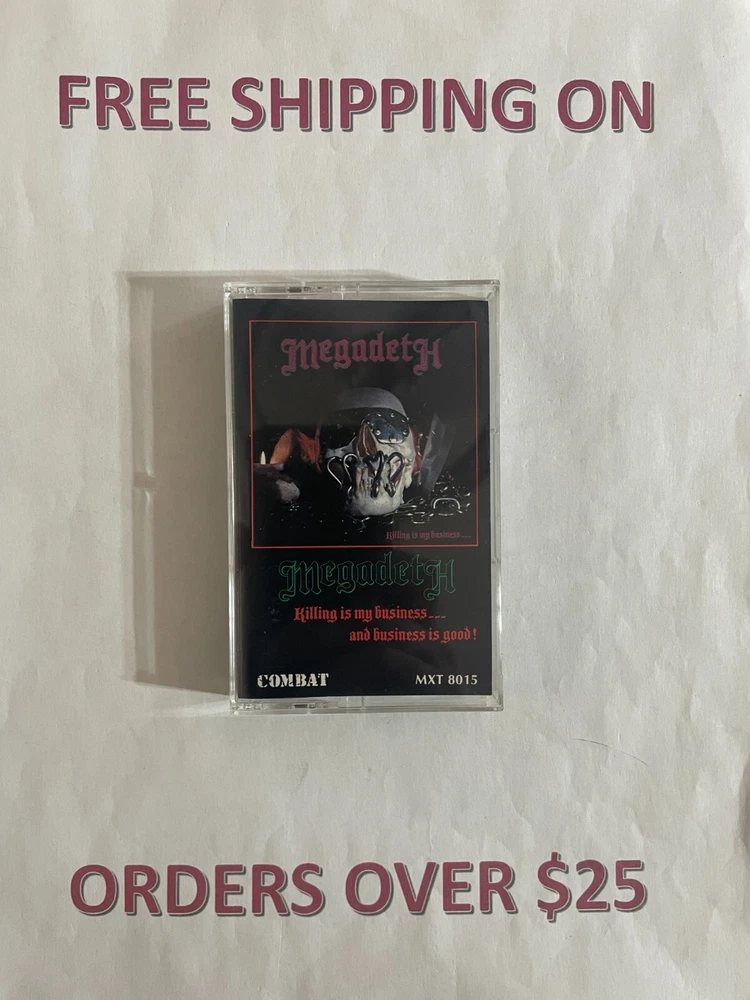 FREE SHIPPING ON
Megadeth
Killing is my business....
Megadeth
Killing is my business---
and business is good!
COMBAT
MXT 8015
ORDERS OVER $25